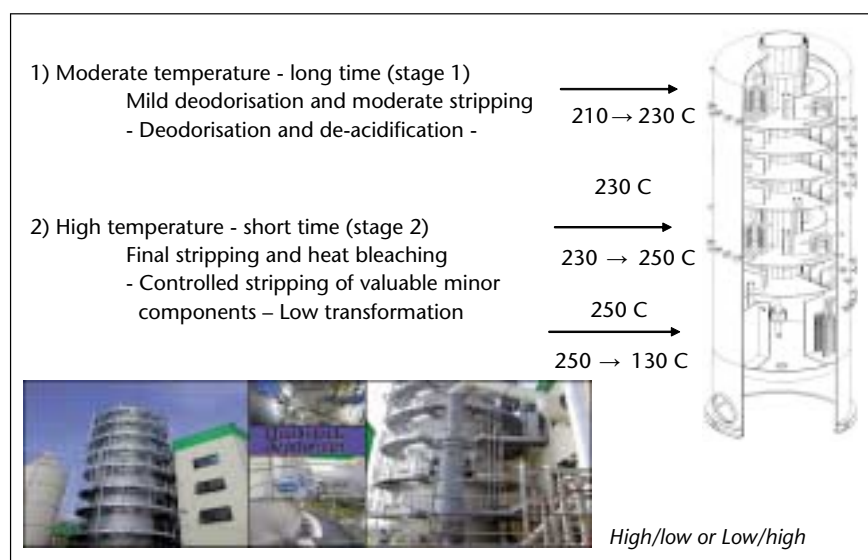 1) Moderate temperature - long time (stage 1)
Mild deodorisation and moderate stripping
- Deodorisation and de-acidification -
210 → 230 C
230 C
2) High temperature - short time (stage 2)
Final stripping and heat bleaching
- Controlled stripping of valuable minor
components – Low transformation
230 → 250 C
250 C
250 → 130 C
High/low or Low/high